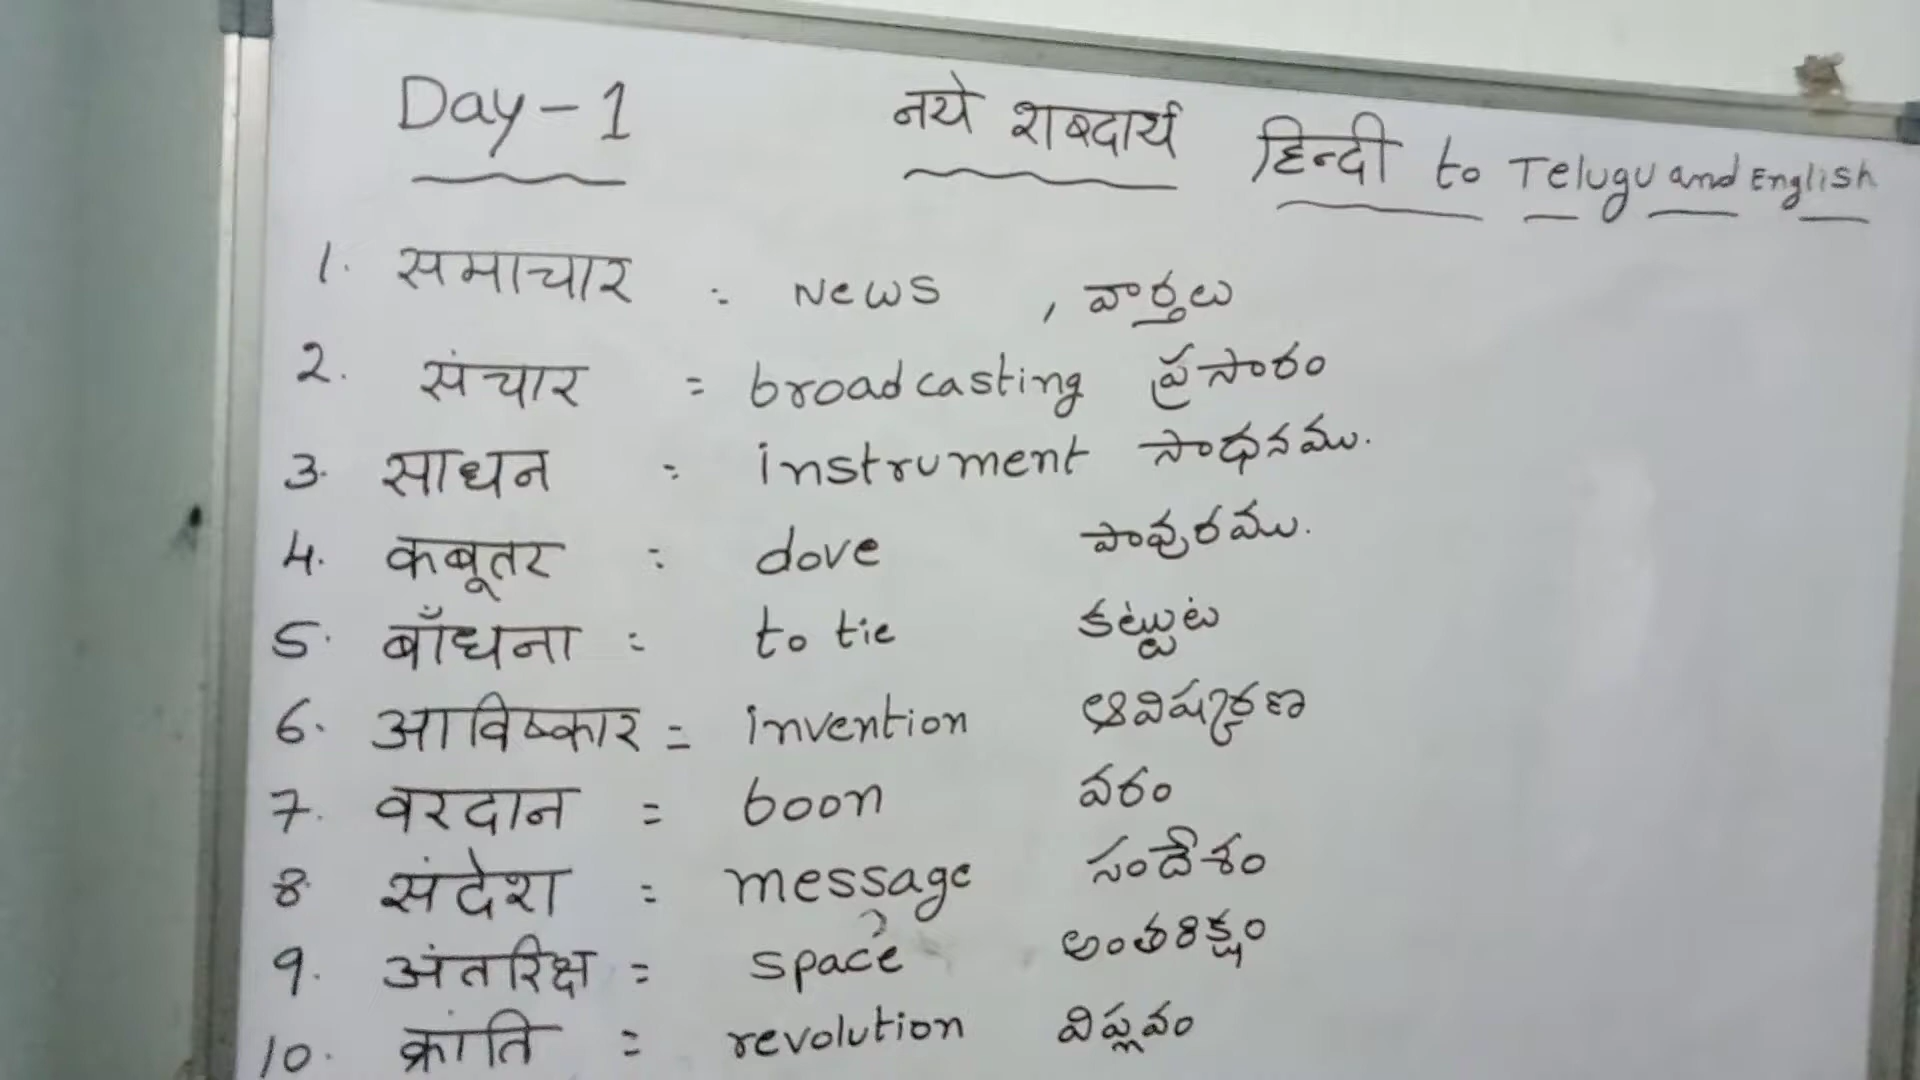 Day-1 नये शब्दार्थ हिन्दी to Telugu and English
1. समाचार : News , వార్తలు
2. संचार = broadcasting ప్రసారం
3. साधन : instrument సాధనము.
4. कबूतर : dove పావురము.
5. बाँधना : to tie కట్టుట
6. आविष्कार = invention ఆవిష్కరణ
7. वरदान = boon వరం
8. संदेश : message సందేశం
9. अंतरिक्ष = space అంతరిక్షం
10. क्रांति = revolution విప్లవం